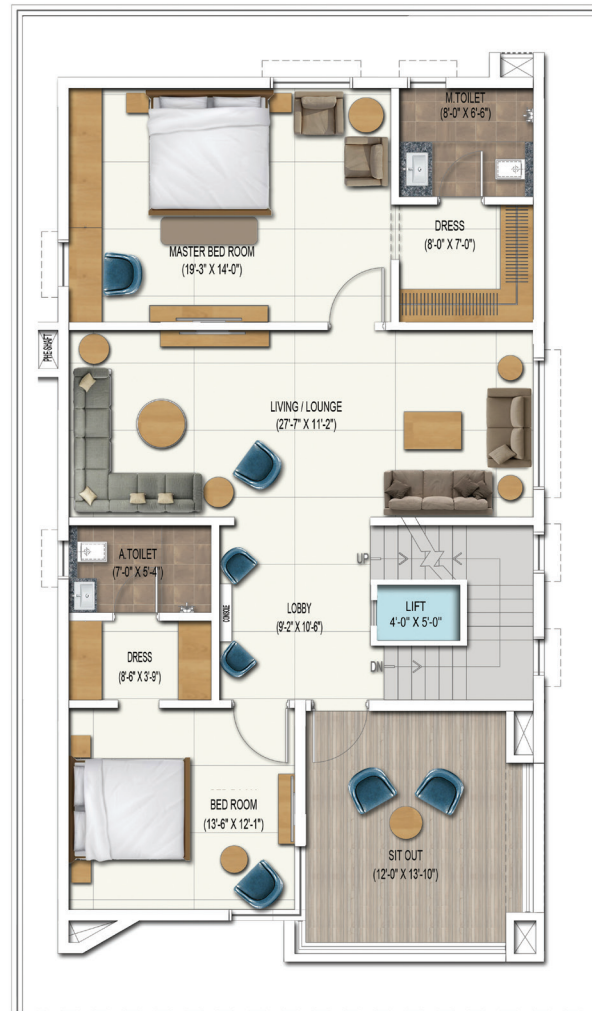 M.TOILET
(8'-0" X 6'-6")
DRESS
(8'-0" X 7'-0")
MASTER BED ROOM
(19'-3" X 14'-0")
PHE SHAFT
LIVING / LOUNGE
(27'-7" X 11'-2")
A.TOILET
(7'-0" X 5'-4")
UP
LIFT
4'-0" X 5'-0"
CONSOLE
LOBBY
(9'-2" X 10'-6")
DN
DRESS
(8'-6" X 3'-9")
BED ROOM
(13'-6" X 12'-1")
SIT OUT
(12'-0" X 13'-10")